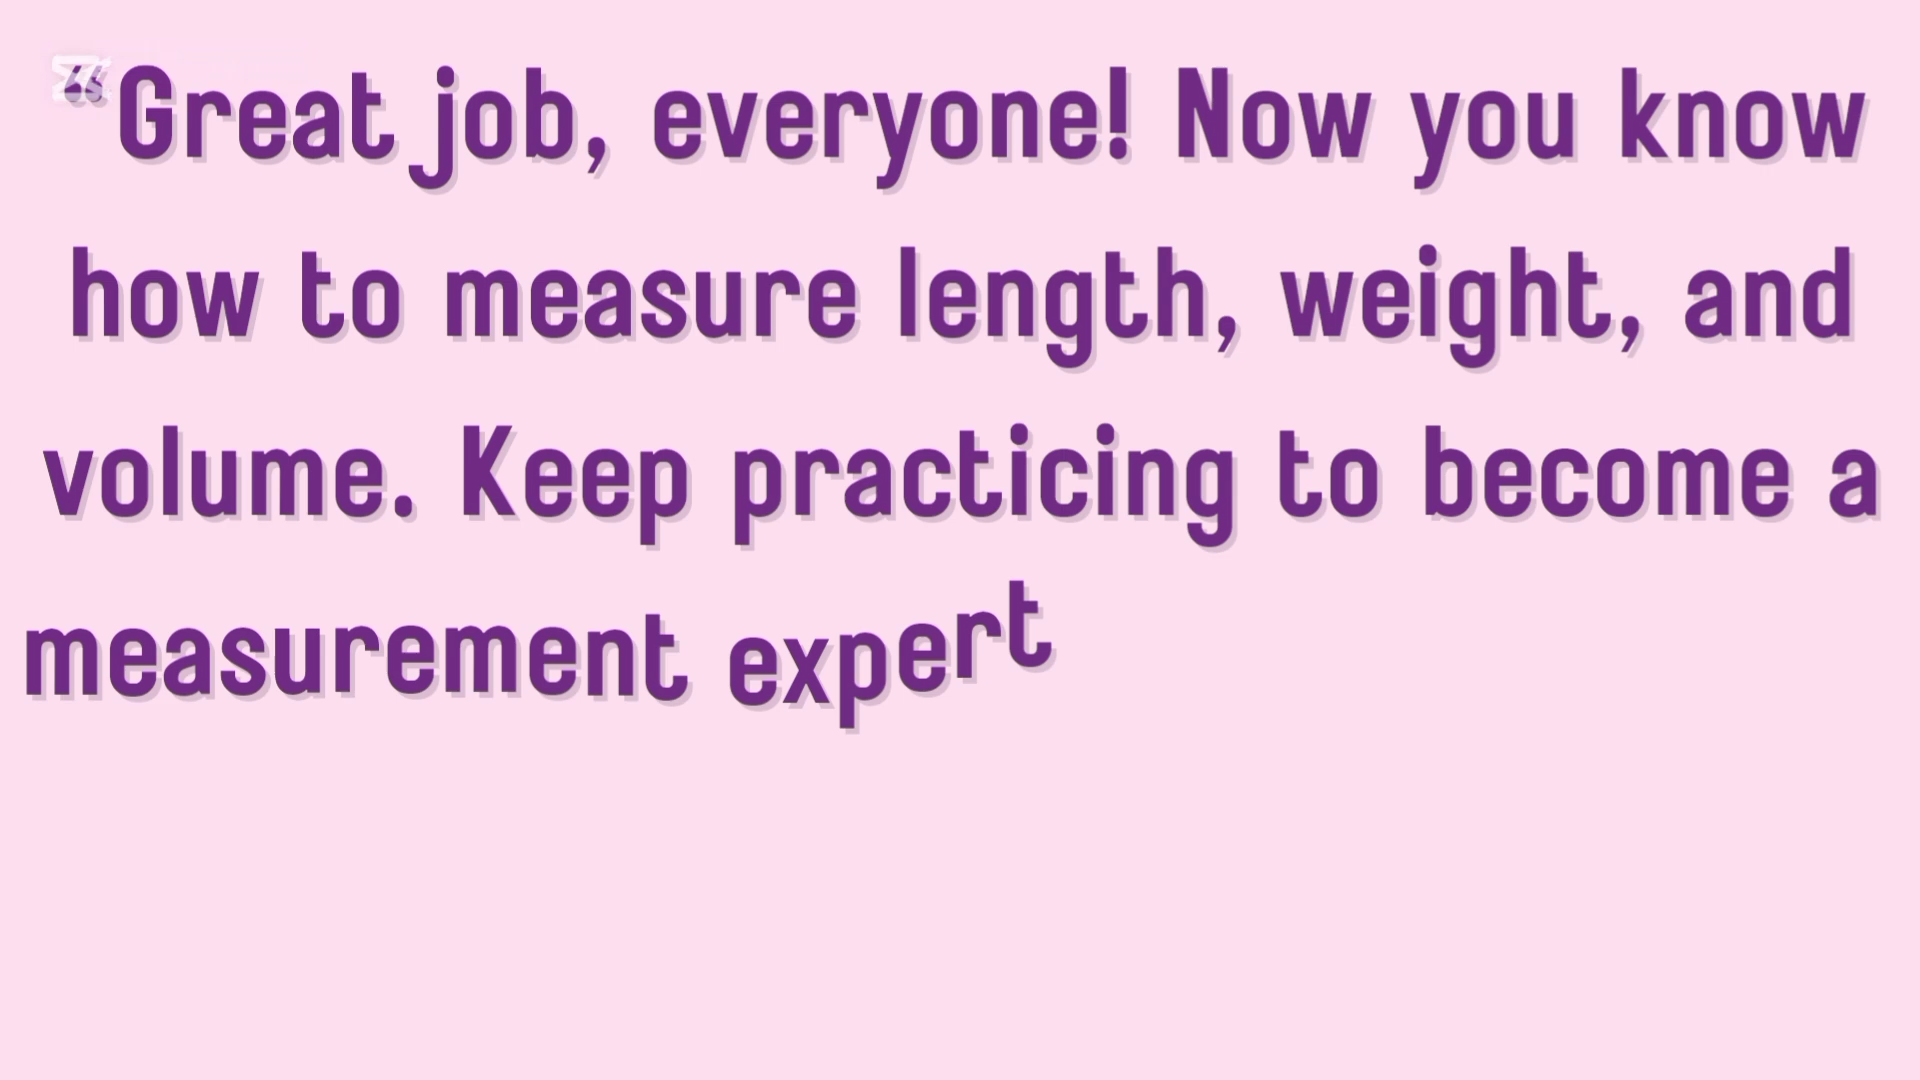 “Great job, everyone! Now you know
how to measure length, weight, and
volume. Keep practicing to become a
measurement expert